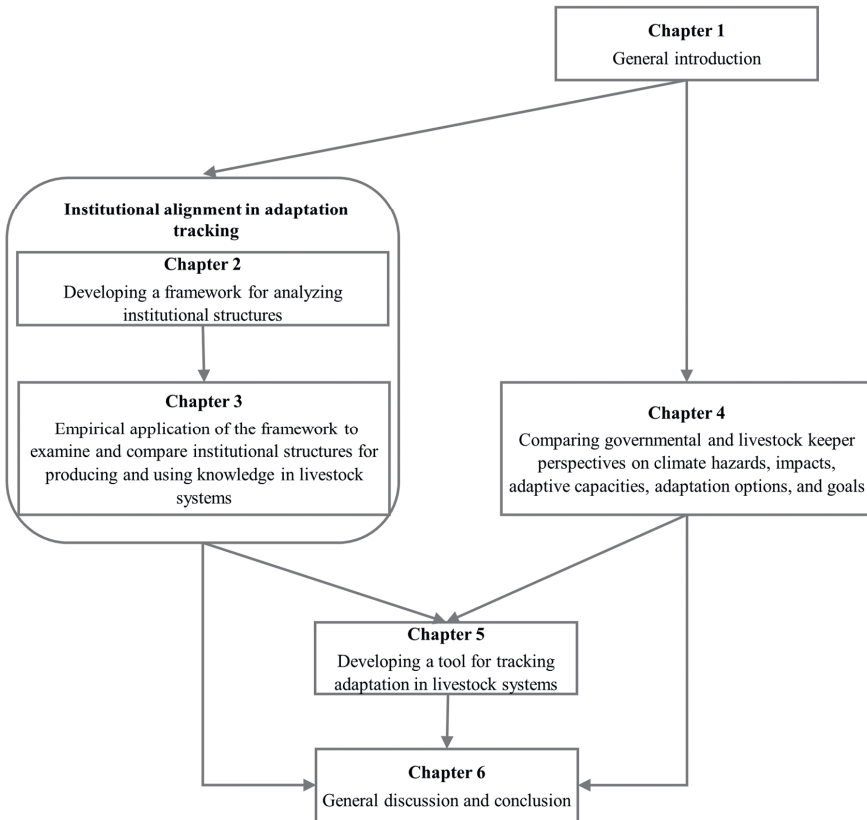 Chapter 1
General introduction
Institutional alignment in adaptation
tracking
Chapter 2
Developing a framework for analyzing
institutional structures
Chapter 3
Empirical application of the framework to
examine and compare institutional structures for
producing and using knowledge in livestock
systems
Chapter 4
Comparing governmental and livestock keeper
perspectives on climate hazards, impacts,
adaptive capacities, adaptation options, and goals
Chapter 5
Developing a tool for tracking
adaptation in livestock systems
Chapter 6
General discussion and conclusion